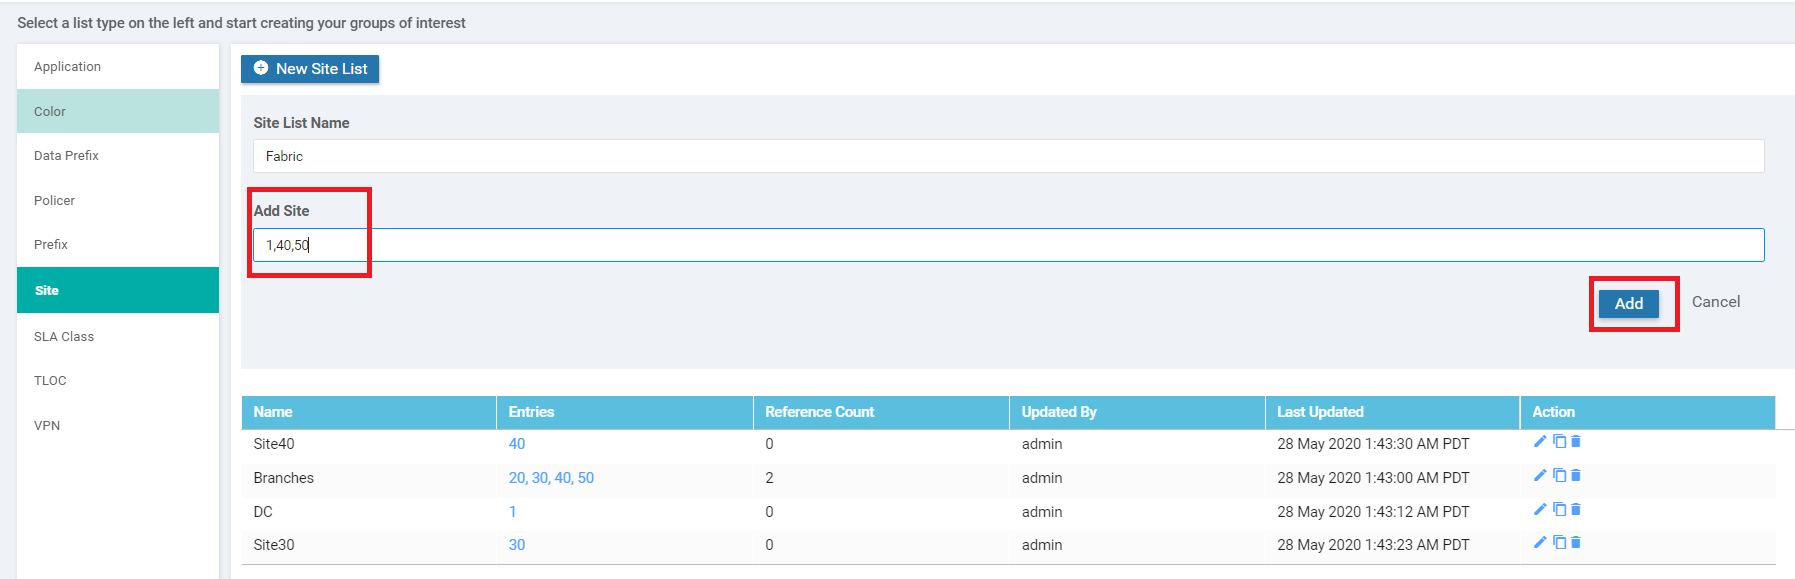 Select a list type on the left and start creating your groups of interest
Application
Color
Data Prefix
Policer
Prefix
Site
SLA Class
TLOC
VPN
New Site List
Site List Name
Fabric
Add Site
1,40,50
Add Cancel
Name Entries Reference Count Updated By Last Updated Action
Site40 40 0 admin 28 May 2020 1:43:30 AM PDT
Branches 20, 30, 40, 50 2 admin 28 May 2020 1:43:00 AM PDT
DC 1 0 admin 28 May 2020 1:43:12 AM PDT
Site30 30 0 admin 28 May 2020 1:43:23 AM PDT